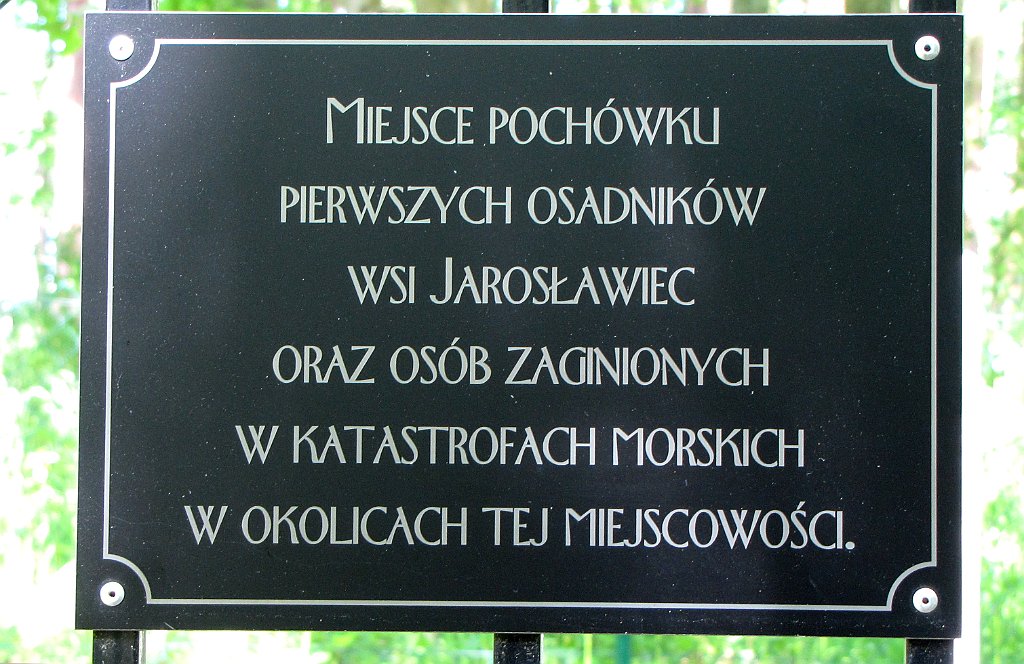 Miejsce pochówku
pierwszych osadników
wsi Jarosławiec
oraz osób zaginionych
w katastrofach morskich
w okolicach tej miejscowości.